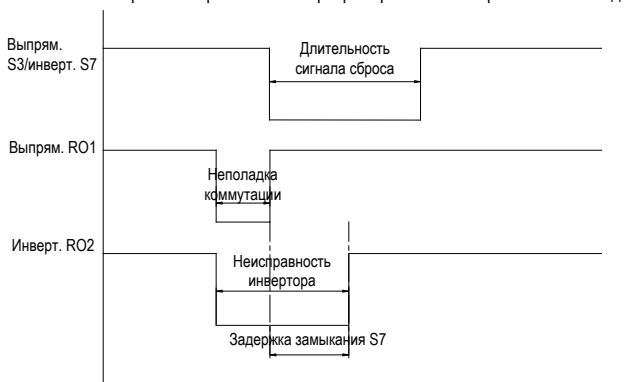 Выпрям.
S3/инверт. S7
Длительность
сигнала сброса
Выпрям. RO1
Неполадка
коммутации
Инверт. RO2
Неисправность
инвертора
Задержка замыкания S7